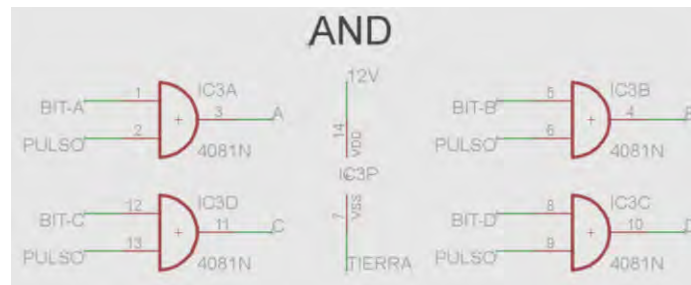 AND
1 IC3A
BIT-A 3 A
PULSO 2 4081N
12V
14 VDD
IC3P
7 VSS
TIERRA
5 IC3B
BIT-B 4
PULSO 6 4081N
12 IC3D
BIT-C 11 C
PULSO 13 4081N
8 IC3C
BIT-D 10
PULSO 9 4081N